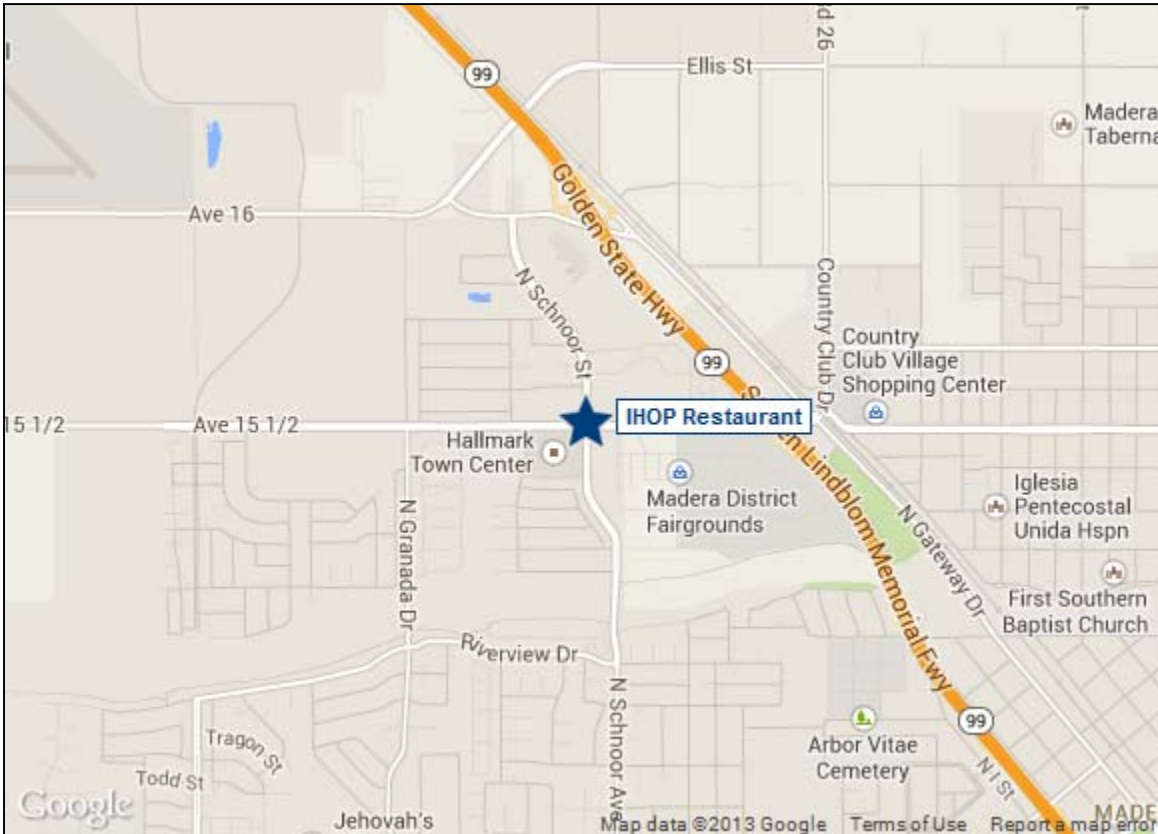 d 26
99
Ellis St
Madera
Taberna
Ave 16
Golden State Hwy
N Schnoor St
Country Club Dr
99
Country
Club Village
Shopping Center
15 1/2
Ave 15 1/2
IHOP Restaurant
Hallmark
Town Center
Madera District
Fairgrounds
en Lindblom Memorial Fwy
N Granada Dr
N Gateway Dr
Iglesia
Pentecostal
Unida Hspn
First Southern
Baptist Church
Riverview Dr
N Schnoor Ave
99
Arbor Vitae
Cemetery
N I St
Tragon St
Todd St
Jehovah's
MADE
Google
Map data ©2013 Google
Terms of Use
Report a map error